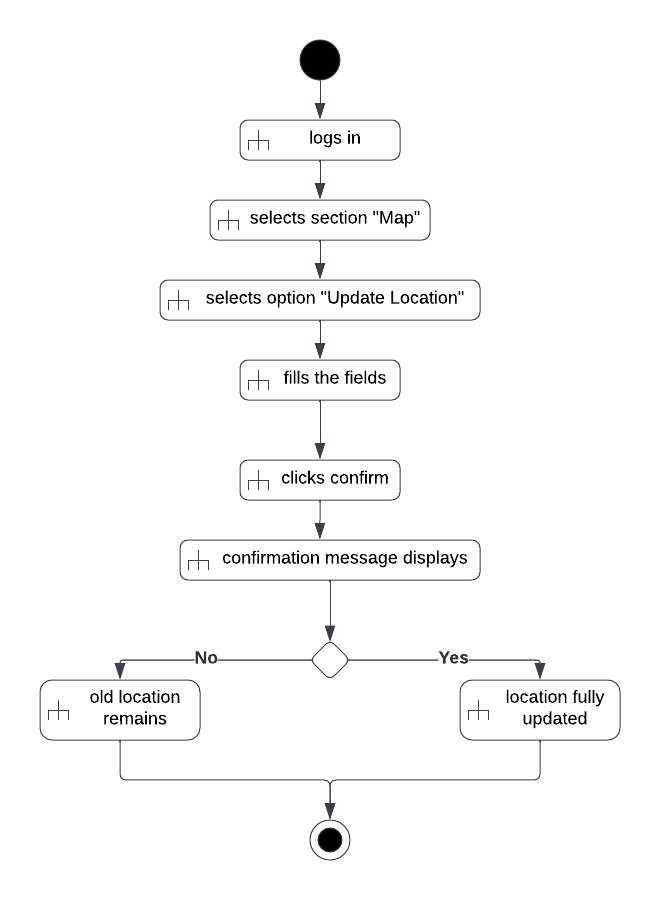 logs in
selects section "Map"
selects option "Update Location"
fills the fields
clicks confirm
confirmation message displays
No
Yes
old location
remains
location fully
updated